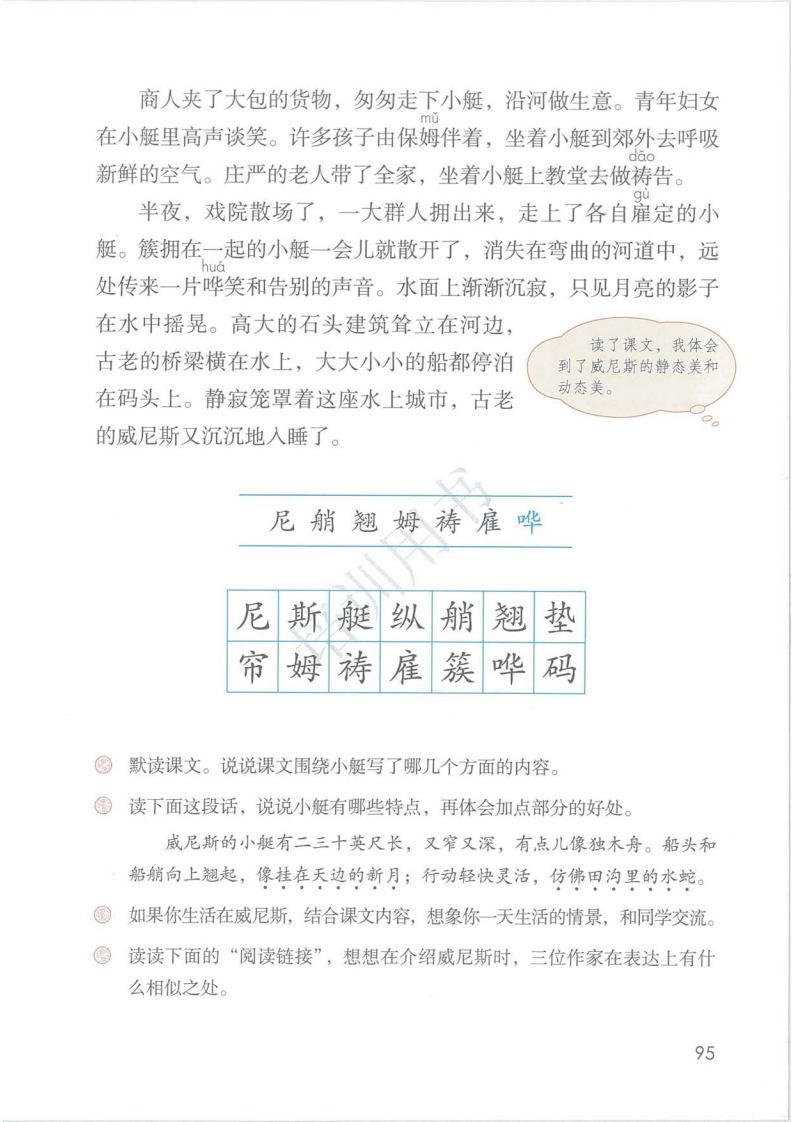 商人夹了大包的货物，匆匆走下小艇，沿河做生意。青年妇女
mǔ
在小艇里高声谈笑。许多孩子由保姆伴着，坐着小艇到郊外去呼吸
dǎo
新鲜的空气。庄严的老人带了全家，坐着小艇上教堂去做祷告。
gù
半夜，戏院散场了，一大群人拥出来，走上了各自雇定的小
艇。簇拥在一起的小艇一会儿就散开了，消失在弯曲的河道中，远
huá
处传来一片哗笑和告别的声音。水面上渐渐沉寂，只见月亮的影子
在水中摇晃。高大的石头建筑耸立在河边，
古老的桥梁横在水上，大大小小的船都停泊
在码头上。静寂笼罩着这座水上城市，古老
的威尼斯又沉沉地入睡了。
读了课文，我体会
到了威尼斯的静态美和
动态美。
尼 艄 翘 姆 祷 雇 哗
尼 斯 艇 纵 艄 翘 垫
帘 姆 祷 雇 簇 哗 码
培训用书
默读课文。说说课文围绕小艇写了哪几个方面的内容。
读下面这段话，说说小艇有哪些特点，再体会加点部分的好处。
威尼斯的小艇有二三十英尺长，又窄又深，有点儿像独木舟。船头和
船艄向上翘起，像挂在天边的新月；行动轻快灵活，仿佛田沟里的水蛇。
如果你生活在威尼斯，结合课文内容，想象你一天生活的情景，和同学交流。
读读下面的“阅读链接”，想想在介绍威尼斯时，三位作家在表达上有什
么相似之处。
95